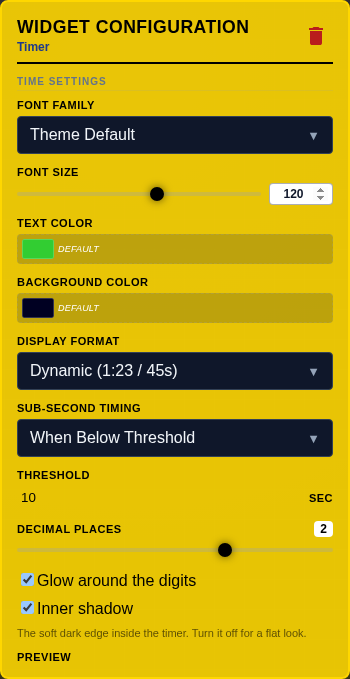 WIDGET CONFIGURATION
Timer
TIME SETTINGS
FONT FAMILY
Theme Default
FONT SIZE
120
TEXT COLOR
DEFAULT
BACKGROUND COLOR
DEFAULT
DISPLAY FORMAT
Dynamic (1:23 / 45s)
SUB-SECOND TIMING
When Below Threshold
THRESHOLD
10 SEC
DECIMAL PLACES 2
Glow around the digits
Inner shadow
The soft dark edge inside the timer. Turn it off for a flat look.
PREVIEW